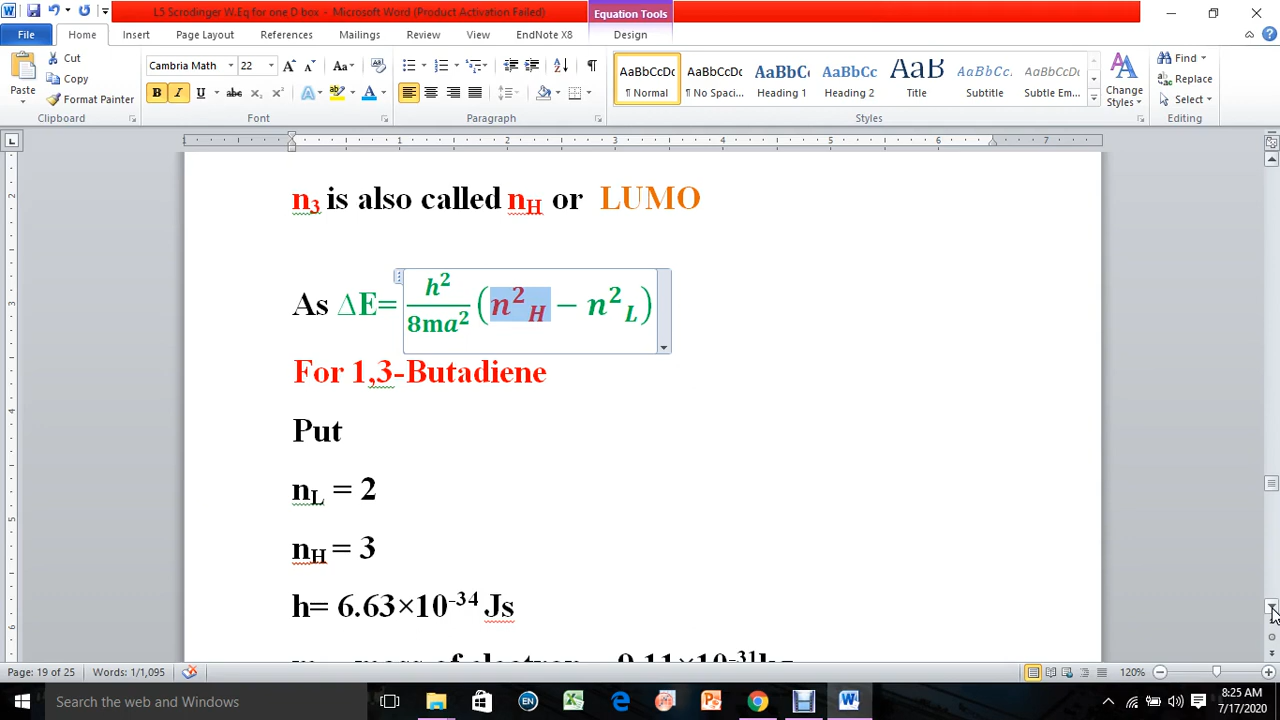 L5 Scrodinger W.Eq for one D box - Microsoft Word (Product Activation Failed)
Equation Tools
File Home Insert Page Layout References Mailings Review View EndNote X8 Design
Cut
Copy
Format Painter
Paste
Clipboard
Cambria Math 22
Font
Paragraph
AaBbCcDc AaBbCcDc AaBbCc AaBbCc AaB AaBbCcDc AaBbCcDc
¶ Normal ¶ No Spaci... Heading 1 Heading 2 Title Subtitle Subtle Em...
Change Styles
Styles
Find
Replace
Select
Editing
n3 is also called nH or LUMO
As ΔE= h²/8ma² (n²H − n²L)
For 1,3-Butadiene
Put
nL = 2
nH = 3
h= 6.63×10-34 Js
Page: 19 of 25 Words: 1/1,095 120%
Search the web and Windows
8:25 AM
7/17/2020